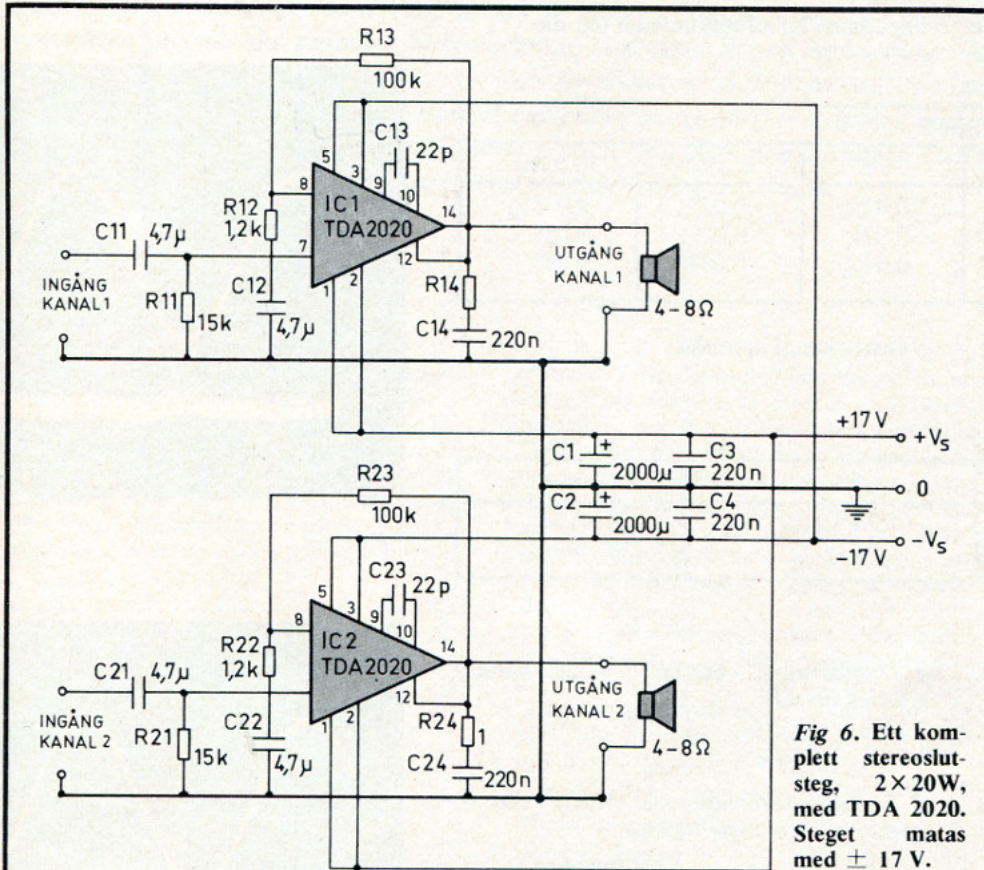 R13
100k
C13
22p
5
3
9
10
8
14
IC1
TDA2020
R12
1,2k
C11
4,7µ
7
12
2
1
INGÅNG
KANAL 1
R11
15k
C12
4,7µ
R14
C14
220n
UTGÅNG
KANAL 1
4-8Ω
+17 V
+Vs
C1
+
2000µ
C3
220n
0
C2
+
2000µ
C4
220n
-Vs
-17 V
R23
100k
C23
22p
5
3
9
10
8
14
IC2
TDA2020
R22
1,2k
C21
4,7µ
12
2
1
INGÅNG
KANAL 2
R21
15k
C22
4,7µ
R24
1
C24
220n
UTGÅNG
KANAL 2
4-8Ω
Fig 6. Ett kom-
plett stereoslut-
steg, 2×20W,
med TDA 2020.
Steget matas
med ± 17 V.